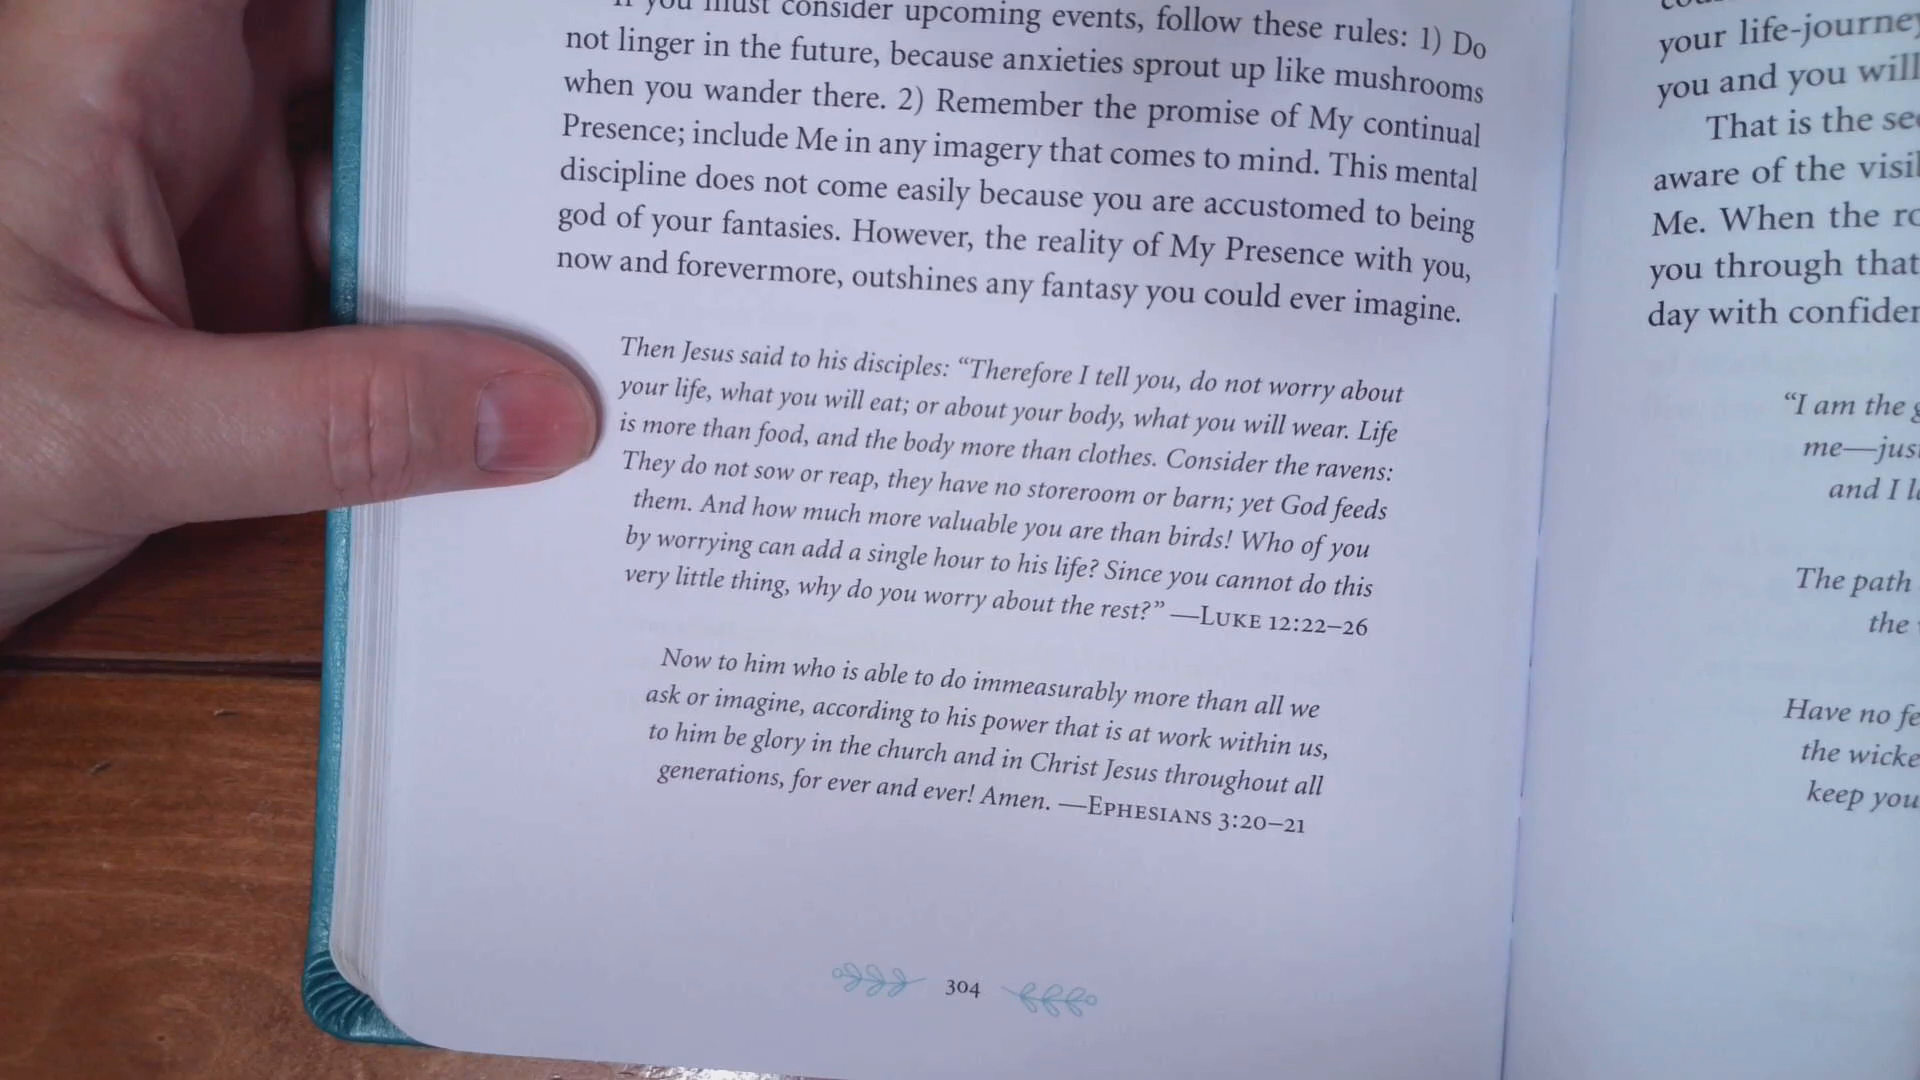 If you must consider upcoming events, follow these rules: 1) Do
not linger in the future, because anxieties sprout up like mushrooms
when you wander there. 2) Remember the promise of My continual
Presence; include Me in any imagery that comes to mind. This mental
discipline does not come easily because you are accustomed to being
god of your fantasies. However, the reality of My Presence with you,
now and forevermore, outshines any fantasy you could ever imagine.
Then Jesus said to his disciples: “Therefore I tell you, do not worry about
your life, what you will eat; or about your body, what you will wear. Life
is more than food, and the body more than clothes. Consider the ravens:
They do not sow or reap, they have no storeroom or barn; yet God feeds
them. And how much more valuable you are than birds! Who of you
by worrying can add a single hour to his life? Since you cannot do this
very little thing, why do you worry about the rest?” —LUKE 12:22–26
Now to him who is able to do immeasurably more than all we
ask or imagine, according to his power that is at work within us,
to him be glory in the church and in Christ Jesus throughout all
generations, for ever and ever! Amen. —EPHESIANS 3:20–21
304
your life-journey
you and you will
That is the
aware of the
Me. When the
you through that
day with
“I am the
me—just
and I
The path
the
Have no
the
keep you